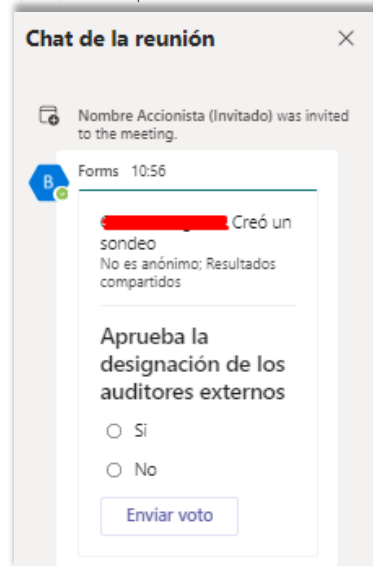 Chat de la reunión
Nombre Accionista (Invitado) was invited
to the meeting.
B
Forms 10:56
Creó un
sondeo
No es anónimo; Resultados
compartidos
Aprueba la
designación de los
auditores externos
Si
No
Enviar voto